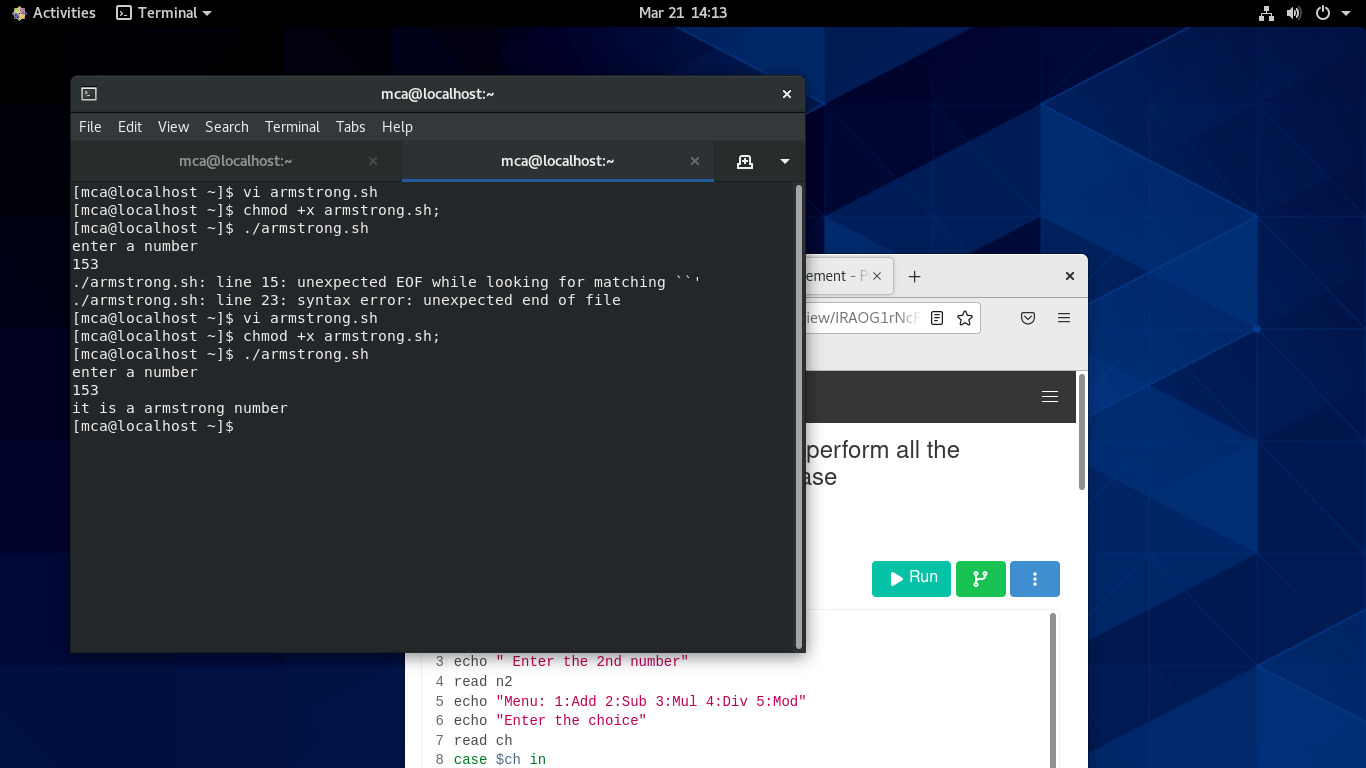 Activities Terminal Mar 21 14:13
mca@localhost:~
File Edit View Search Terminal Tabs Help
mca@localhost:~ mca@localhost:~
[mca@localhost ~]$ vi armstrong.sh
[mca@localhost ~]$ chmod +x armstrong.sh;
[mca@localhost ~]$ ./armstrong.sh
enter a number
153
./armstrong.sh: line 15: unexpected EOF while looking for matching ``'
./armstrong.sh: line 23: syntax error: unexpected end of file
[mca@localhost ~]$ vi armstrong.sh
[mca@localhost ~]$ chmod +x armstrong.sh;
[mca@localhost ~]$ ./armstrong.sh
enter a number
153
it is a armstrong number
[mca@localhost ~]$
ement - P
iew/IRAOG1rNcF
perform all the
ase
Run
3 echo " Enter the 2nd number"
4 read n2
5 echo "Menu: 1:Add 2:Sub 3:Mul 4:Div 5:Mod"
6 echo "Enter the choice"
7 read ch
8 case $ch in